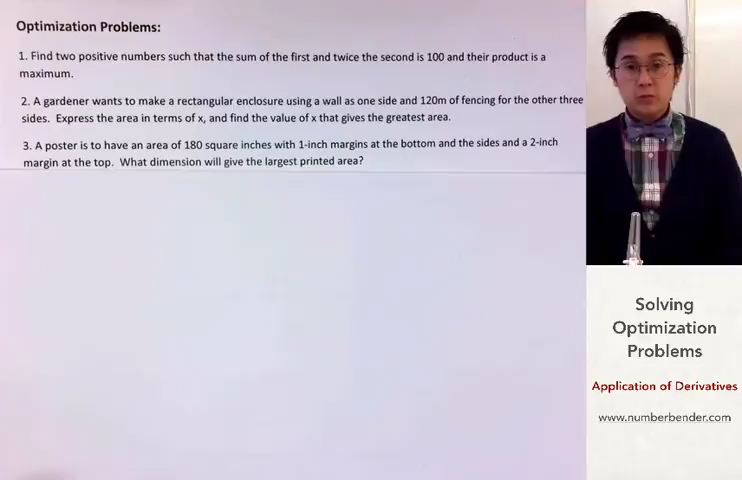 Optimization Problems:
1. Find two positive numbers such that the sum of the first and twice the second is 100 and their product is a
maximum.
2. A gardener wants to make a rectangular enclosure using a wall as one side and 120m of fencing for the other three
sides. Express the area in terms of x, and find the value of x that gives the greatest area.
3. A poster is to have an area of 180 square inches with 1-inch margins at the bottom and the sides and a 2-inch
margin at the top. What dimension will give the largest printed area?
Solving
Optimization
Problems
Application of Derivatives
www.numberbender.com